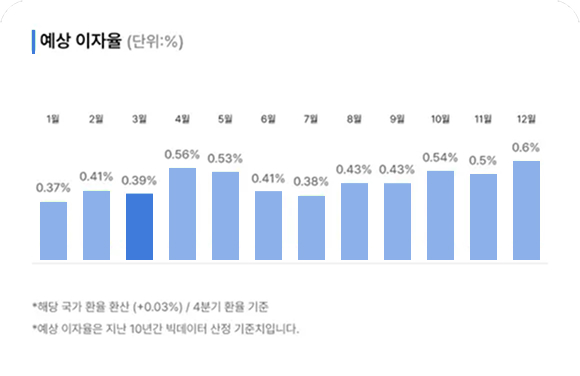 예상 이자율 (단위:%)
1월 2월 3월 4월 5월 6월 7월 8월 9월 10월 11월 12월
0.37% 0.41% 0.39% 0.56% 0.53% 0.41% 0.38% 0.43% 0.43% 0.54% 0.5% 0.6%
*해당 국가 환율 환산 (+0.03%) / 4분기 환율 기준
*예상 이자율은 지난 10년간 빅데이터 산정 기준치입니다.